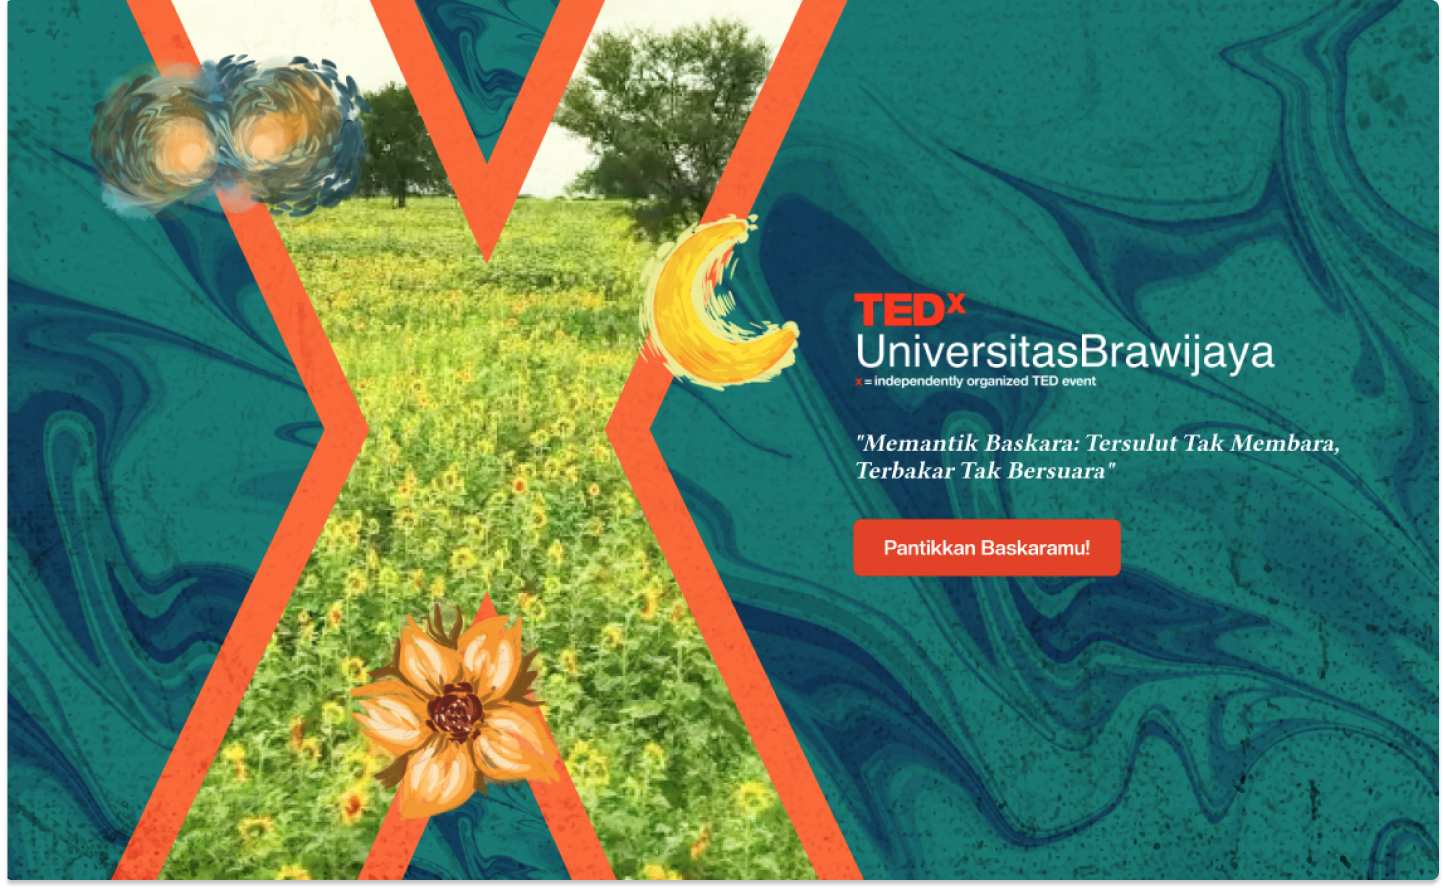 TEDx
UniversitasBrawijaya
x = independently organized TED event
"Memantik Baskara: Tersulut Tak Membara,
Terbakar Tak Bersuara"
Pantikkan Baskaramu!